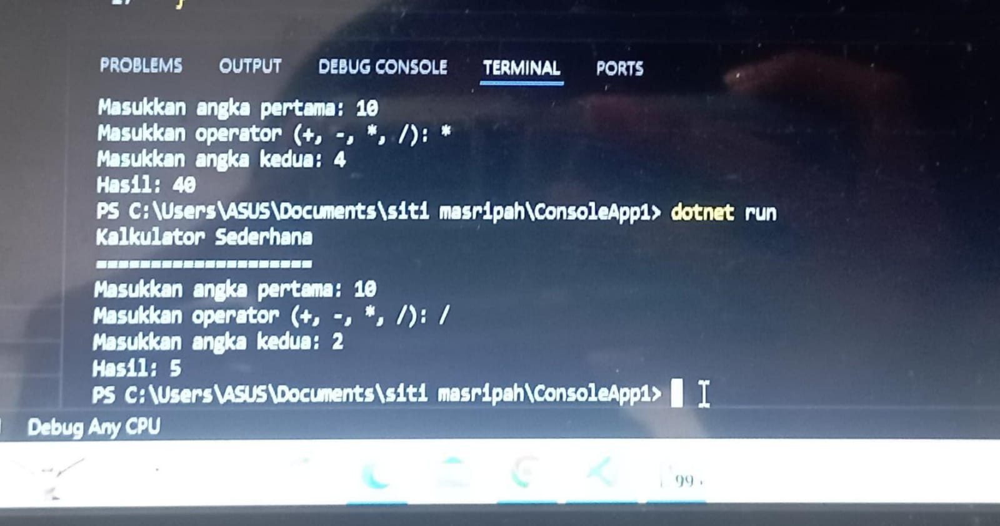 }
PROBLEMS OUTPUT DEBUG CONSOLE TERMINAL PORTS
Masukkan angka pertama: 10
Masukkan operator (+, -, *, /): *
Masukkan angka kedua: 4
Hasil: 40
PS C:\Users\ASUS\Documents\siti masripah\ConsoleApp1> dotnet run
Kalkulator Sederhana
====================
Masukkan angka pertama: 10
Masukkan operator (+, -, *, /): /
Masukkan angka kedua: 2
Hasil: 5
PS C:\Users\ASUS\Documents\siti masripah\ConsoleApp1>
Debug Any CPU
99